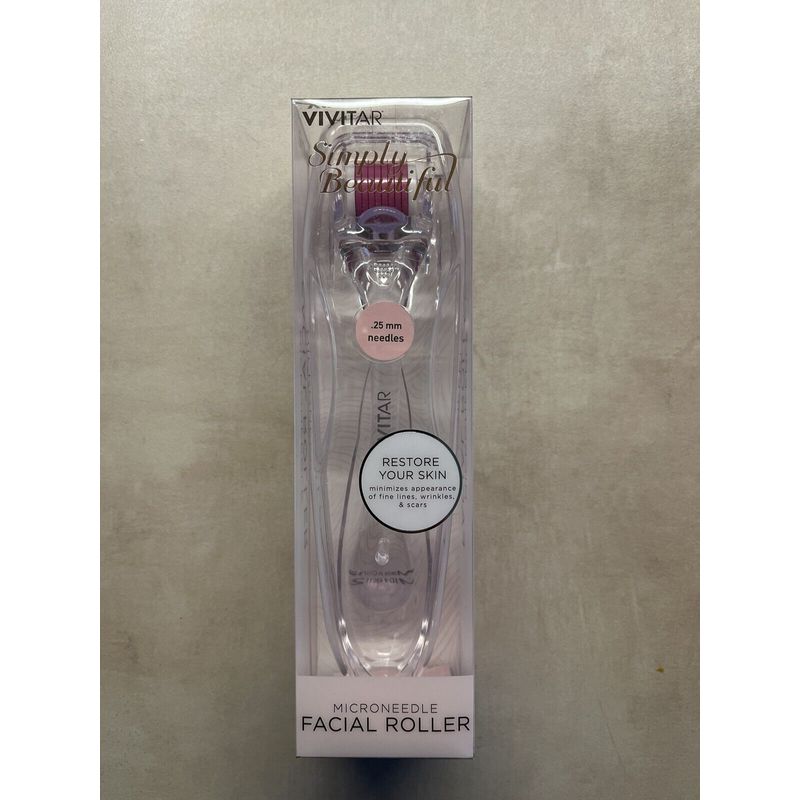 VIVITAR
Simply
Beautiful
.25 mm
needles
VITAR
RESTORE
YOUR SKIN
minimizes appearance
of fine lines, wrinkles,
& scars
MICRONEEDLE
FACIAL ROLLER